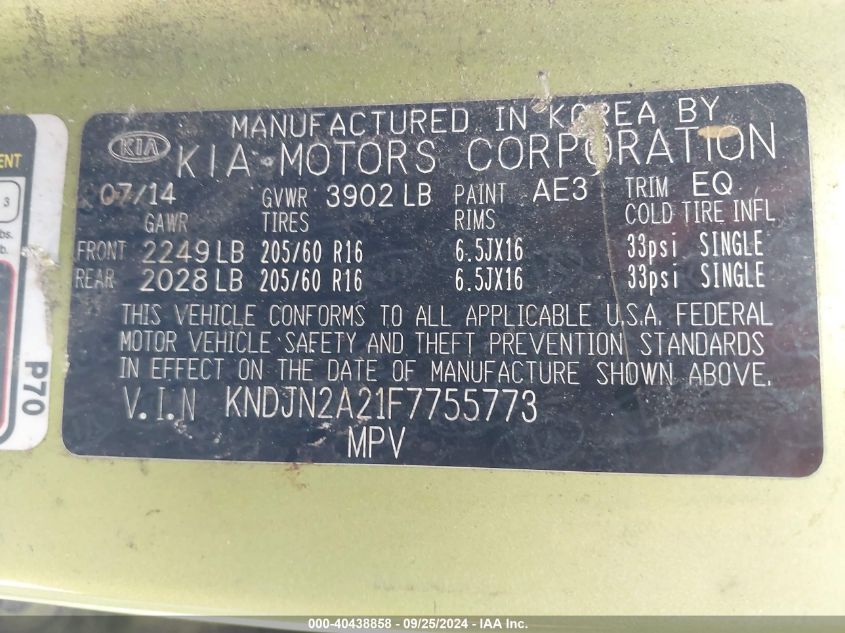 MANUFACTURED IN KOREA BY
KIA KIA MOTORS CORPORATION
07/14 GVWR 3902 LB PAINT AE3 TRIM EQ
GAWR TIRES RIMS COLD TIRE INFL
FRONT 2249 LB 205/60 R16 6.5JX16 33psi SINGLE
REAR 2028 LB 205/60 R16 6.5JX16 33psi SINGLE
THIS VEHICLE CONFORMS TO ALL APPLICABLE U.S.A. FEDERAL
MOTOR VEHICLE SAFETY AND THEFT PREVENTION STANDARDS
IN EFFECT ON THE DATE OF MANUFACTURE SHOWN ABOVE.
V.I.N KNDJN2A21F7755773
MPV
3
P70
000-40438858 - 09/25/2024 - IAA Inc.